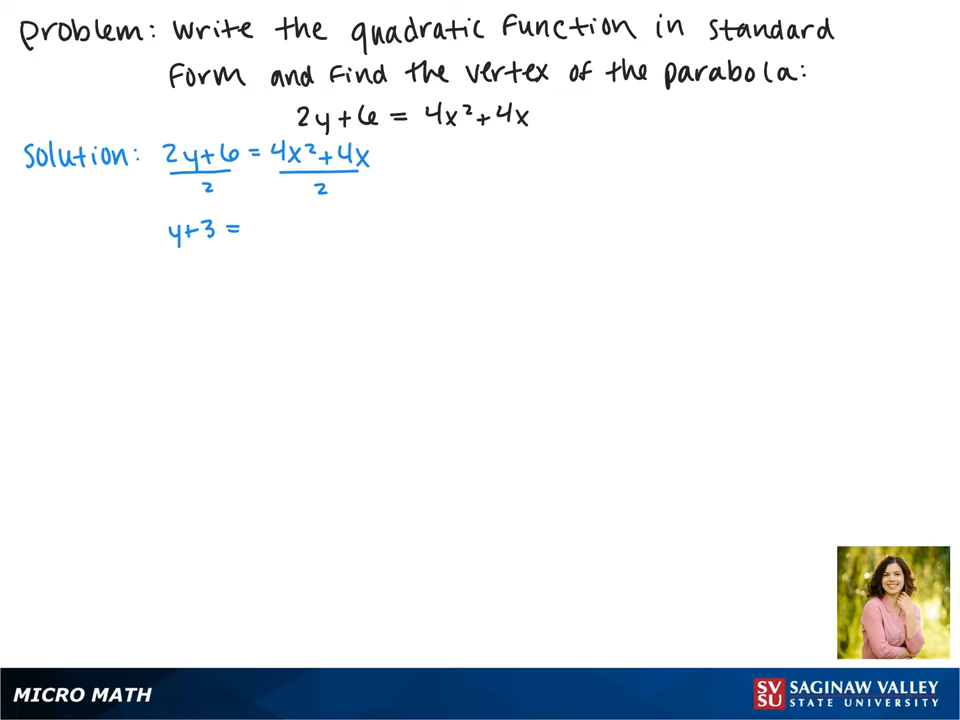 Problem: Write the quadratic function in standard
form and find the vertex of the parabola:
2y + 6 = 4x² + 4x
Solution: 2y + 6 = 4x² + 4x
2 2
y + 3 =
MICRO MATH
SV SU SAGINAW VALLEY
STATE UNIVERSITY